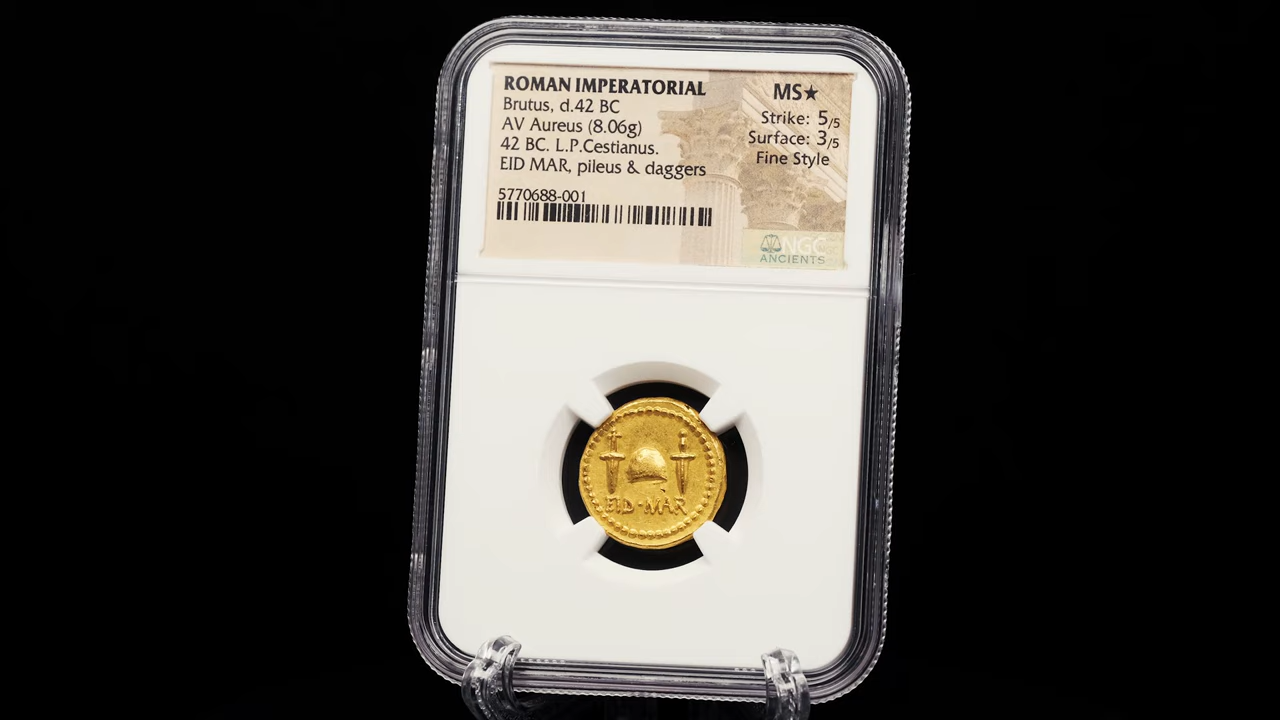 ROMAN IMPERATORIAL
Brutus, d.42 BC
AV Aureus (8.06g)
42 BC. L.P.Cestianus.
EID MAR, pileus & daggers
5770688-001
MS★
Strike: 5/5
Surface: 3/5
Fine Style
NGC
ANCIENTS
EID·MAR